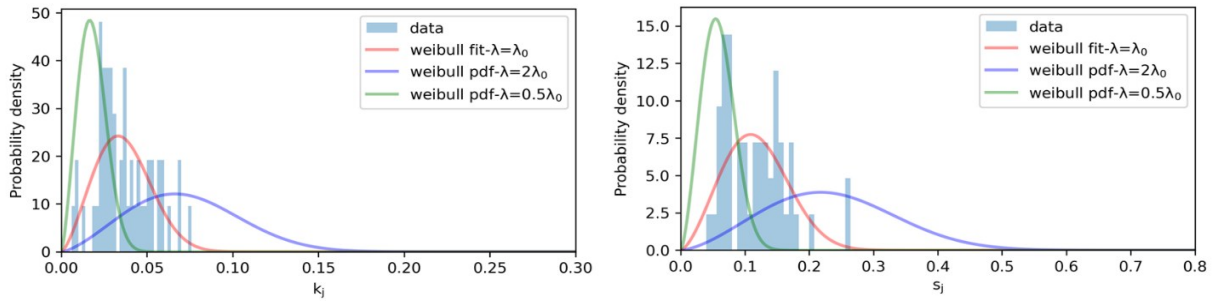 50
40
30
20
10
0
Probability density
0.00 0.05 0.10 0.15 0.20 0.25 0.30
k_j
data
weibull fit-λ=λ₀
weibull pdf-λ=2λ₀
weibull pdf-λ=0.5λ₀
15.0
12.5
10.0
7.5
5.0
2.5
0.0
Probability density
0.0 0.1 0.2 0.3 0.4 0.5 0.6 0.7 0.8
s_j
data
weibull fit-λ=λ₀
weibull pdf-λ=2λ₀
weibull pdf-λ=0.5λ₀